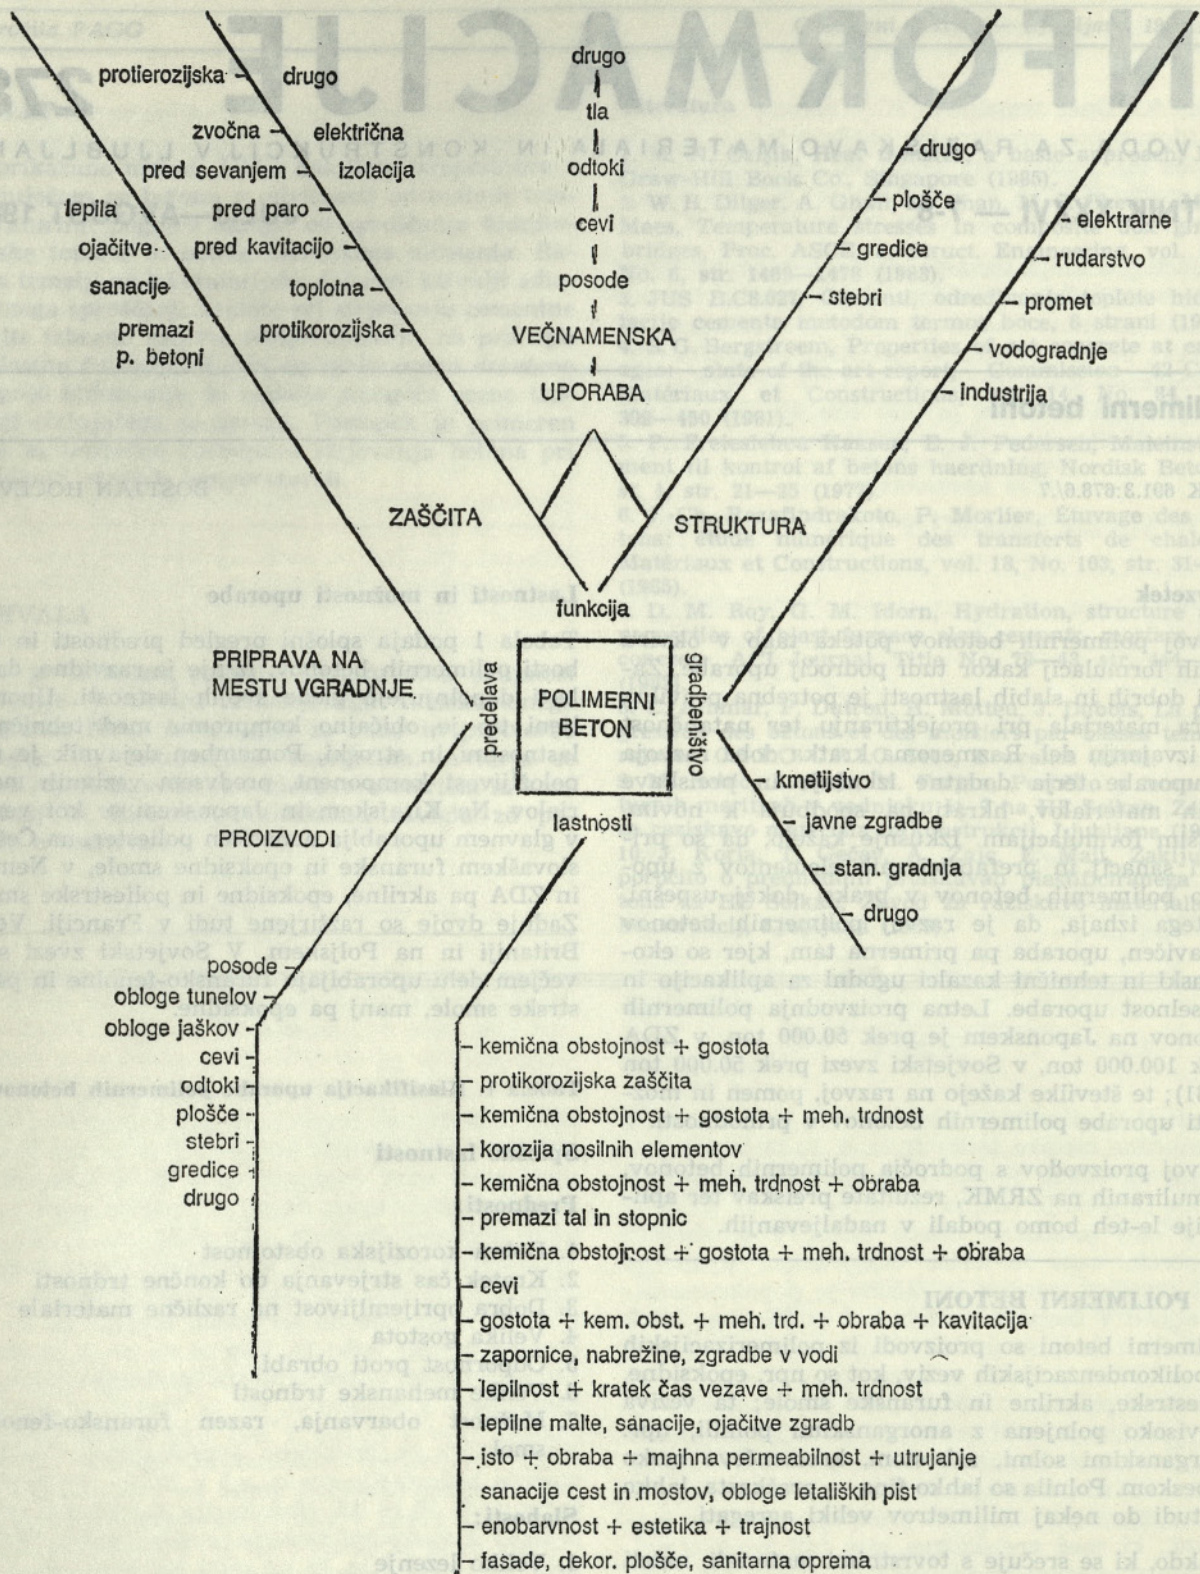 drugo
protierozijska
drugo
tla
zvočna
električna
izolacija
pred sevanjem
odtoki
drugo
lepila
pred paro
cevi
plošče
elektrarne
ojačitve
pred kavitacijo
gredice
rudarstvo
sanacije
toplotna
posode
stebri
promet
premazi
p. betoni
protikorozijska
VEČNAMENSKA
vodogradnje
UPORABA
industrija
ZAŠČITA
STRUKTURA
funkcija
PRIPRAVA NA
MESTU VGRADNJE
predelava
POLIMERNI
BETON
gradbeništvo
PROIZVODI
lastnosti
kmetijstvo
javne zgradbe
stan. gradnja
drugo
posode
obloge tunelov
obloge jaškov
cevi
odtoki
plošče
stebri
gredice
drugo
kemična obstojnost + gostota
protikorozijska zaščita
kemična obstojnost + gostota + meh. trdnost
korozija nosilnih elementov
kemična obstojnost + meh. trdnost + obraba
premazi tal in stopnic
kemična obstojnost + gostota + meh. trdnost + obraba
cevi
gostota + kem. obst. + meh. trd. + obraba + kavitacija
zapornice, nabrežine, zgradbe v vodi
lepilnost + kratek čas vezave + meh. trdnost
lepilne malte, sanacije, ojačitve zgradb
isto + obraba + majhna permeabilnost + utrujanje
sanacije cest in mostov, obloge letaliških pist
enobarvnost + estetika + trajnost
fasade, dekor. plošče, sanitarna oprema